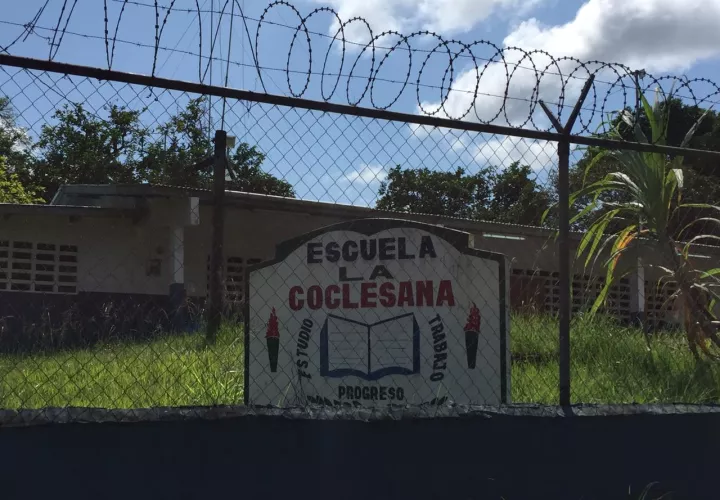 ESCUELA
LA
COCLESANA
ESTUDIO
TRABAJO
PROGRESO